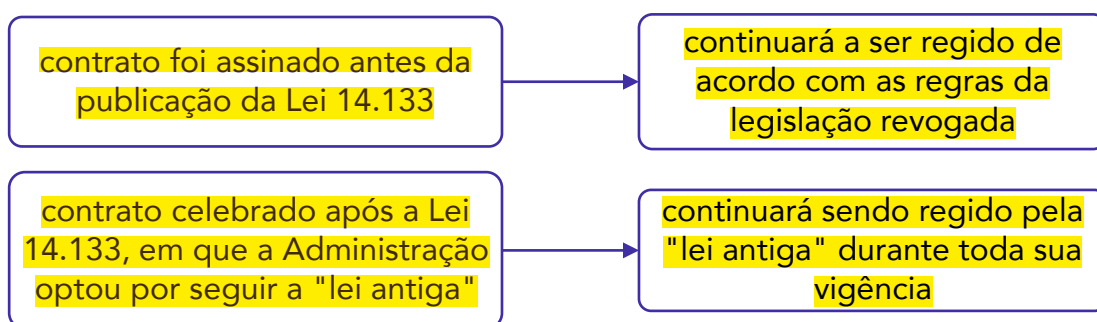 contrato foi assinado antes da
publicação da Lei 14.133
continuará a ser regido de
acordo com as regras da
legislação revogada
contrato celebrado após a Lei
14.133, em que a Administração
optou por seguir a "lei antiga"
continuará sendo regido pela
"lei antiga" durante toda sua
vigência